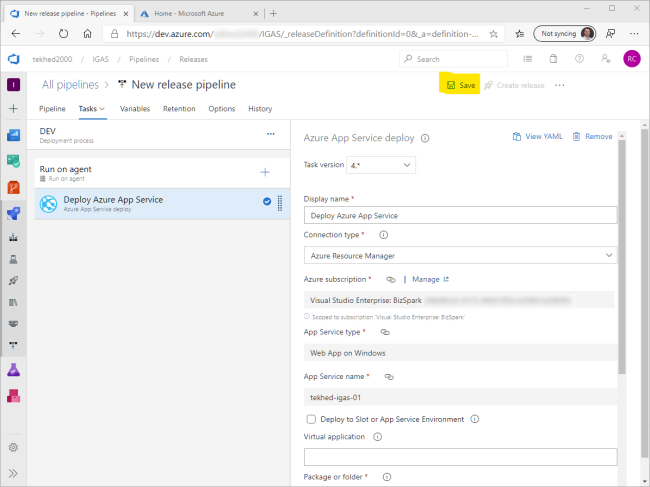 New release pipeline - Pipelines
Home - Microsoft Azure
https://dev.azure.com/ /IGAS/_releaseDefinition?definitionId=0&_a=definition-...
Not syncing
tekhed2000 / IGAS / Pipelines / Releases
Search
RC
I
All pipelines > New release pipeline
Save
Create release
Pipeline Tasks Variables Retention Options History
DEV
Deployment process
Run on agent
Run on agent
Deploy Azure App Service
Azure App Service deploy
Azure App Service deploy
View YAML
Remove
Task version 4.*
Display name *
Deploy Azure App Service
Connection type *
Azure Resource Manager
Azure subscription * | Manage
Visual Studio Enterprise: BizSpark
Scoped to subscription 'Visual Studio Enterprise: BizSpark'
App Service type *
Web App on Windows
App Service name *
tekhed-igas-01
Deploy to Slot or App Service Environment
Virtual application
Package or folder *